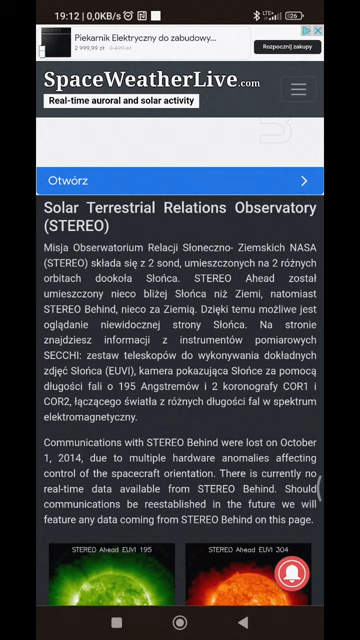 19:12 | 0,0KB/s
26
Piekarnik Elektryczny do zabudowy...
2 999,99 zł 3 499 zł
Rozpocznij zakupy
SpaceWeatherLive.com
Real-time auroral and solar activity
Otwórz
Solar Terrestrial Relations Observatory
(STEREO)
Misja Obserwatorium Relacji Słoneczno- Ziemskich NASA
(STEREO) składa się z 2 sond, umieszczonych na 2 różnych
orbitach dookoła Słońca. STEREO Ahead został
umieszczony nieco bliżej Słońca niż Ziemi, natomiast
STEREO Behind, nieco za Ziemią. Dzięki temu możliwe jest
oglądanie niewidocznej strony Słońca. Na stronie
znajdziesz informacji z instrumentów pomiarowych
SECCHI: zestaw teleskopów do wykonywania dokładnych
zdjęć Słońca (EUVI), kamera pokazująca Słońce za pomocą
długości fali o 195 Angstremów i 2 koronografy COR1 i
COR2, łączącego światła z różnych długości fal w spektrum
elektromagnetyczny.
Communications with STEREO Behind were lost on October
1, 2014, due to multiple hardware anomalies affecting
control of the spacecraft orientation. There is currently no
real-time data available from STEREO Behind. Should
communications be reestablished in the future we will
feature any data coming from STEREO Behind on this page.
STEREO Ahead EUVI 195
STEREO Ahead EUVI 304